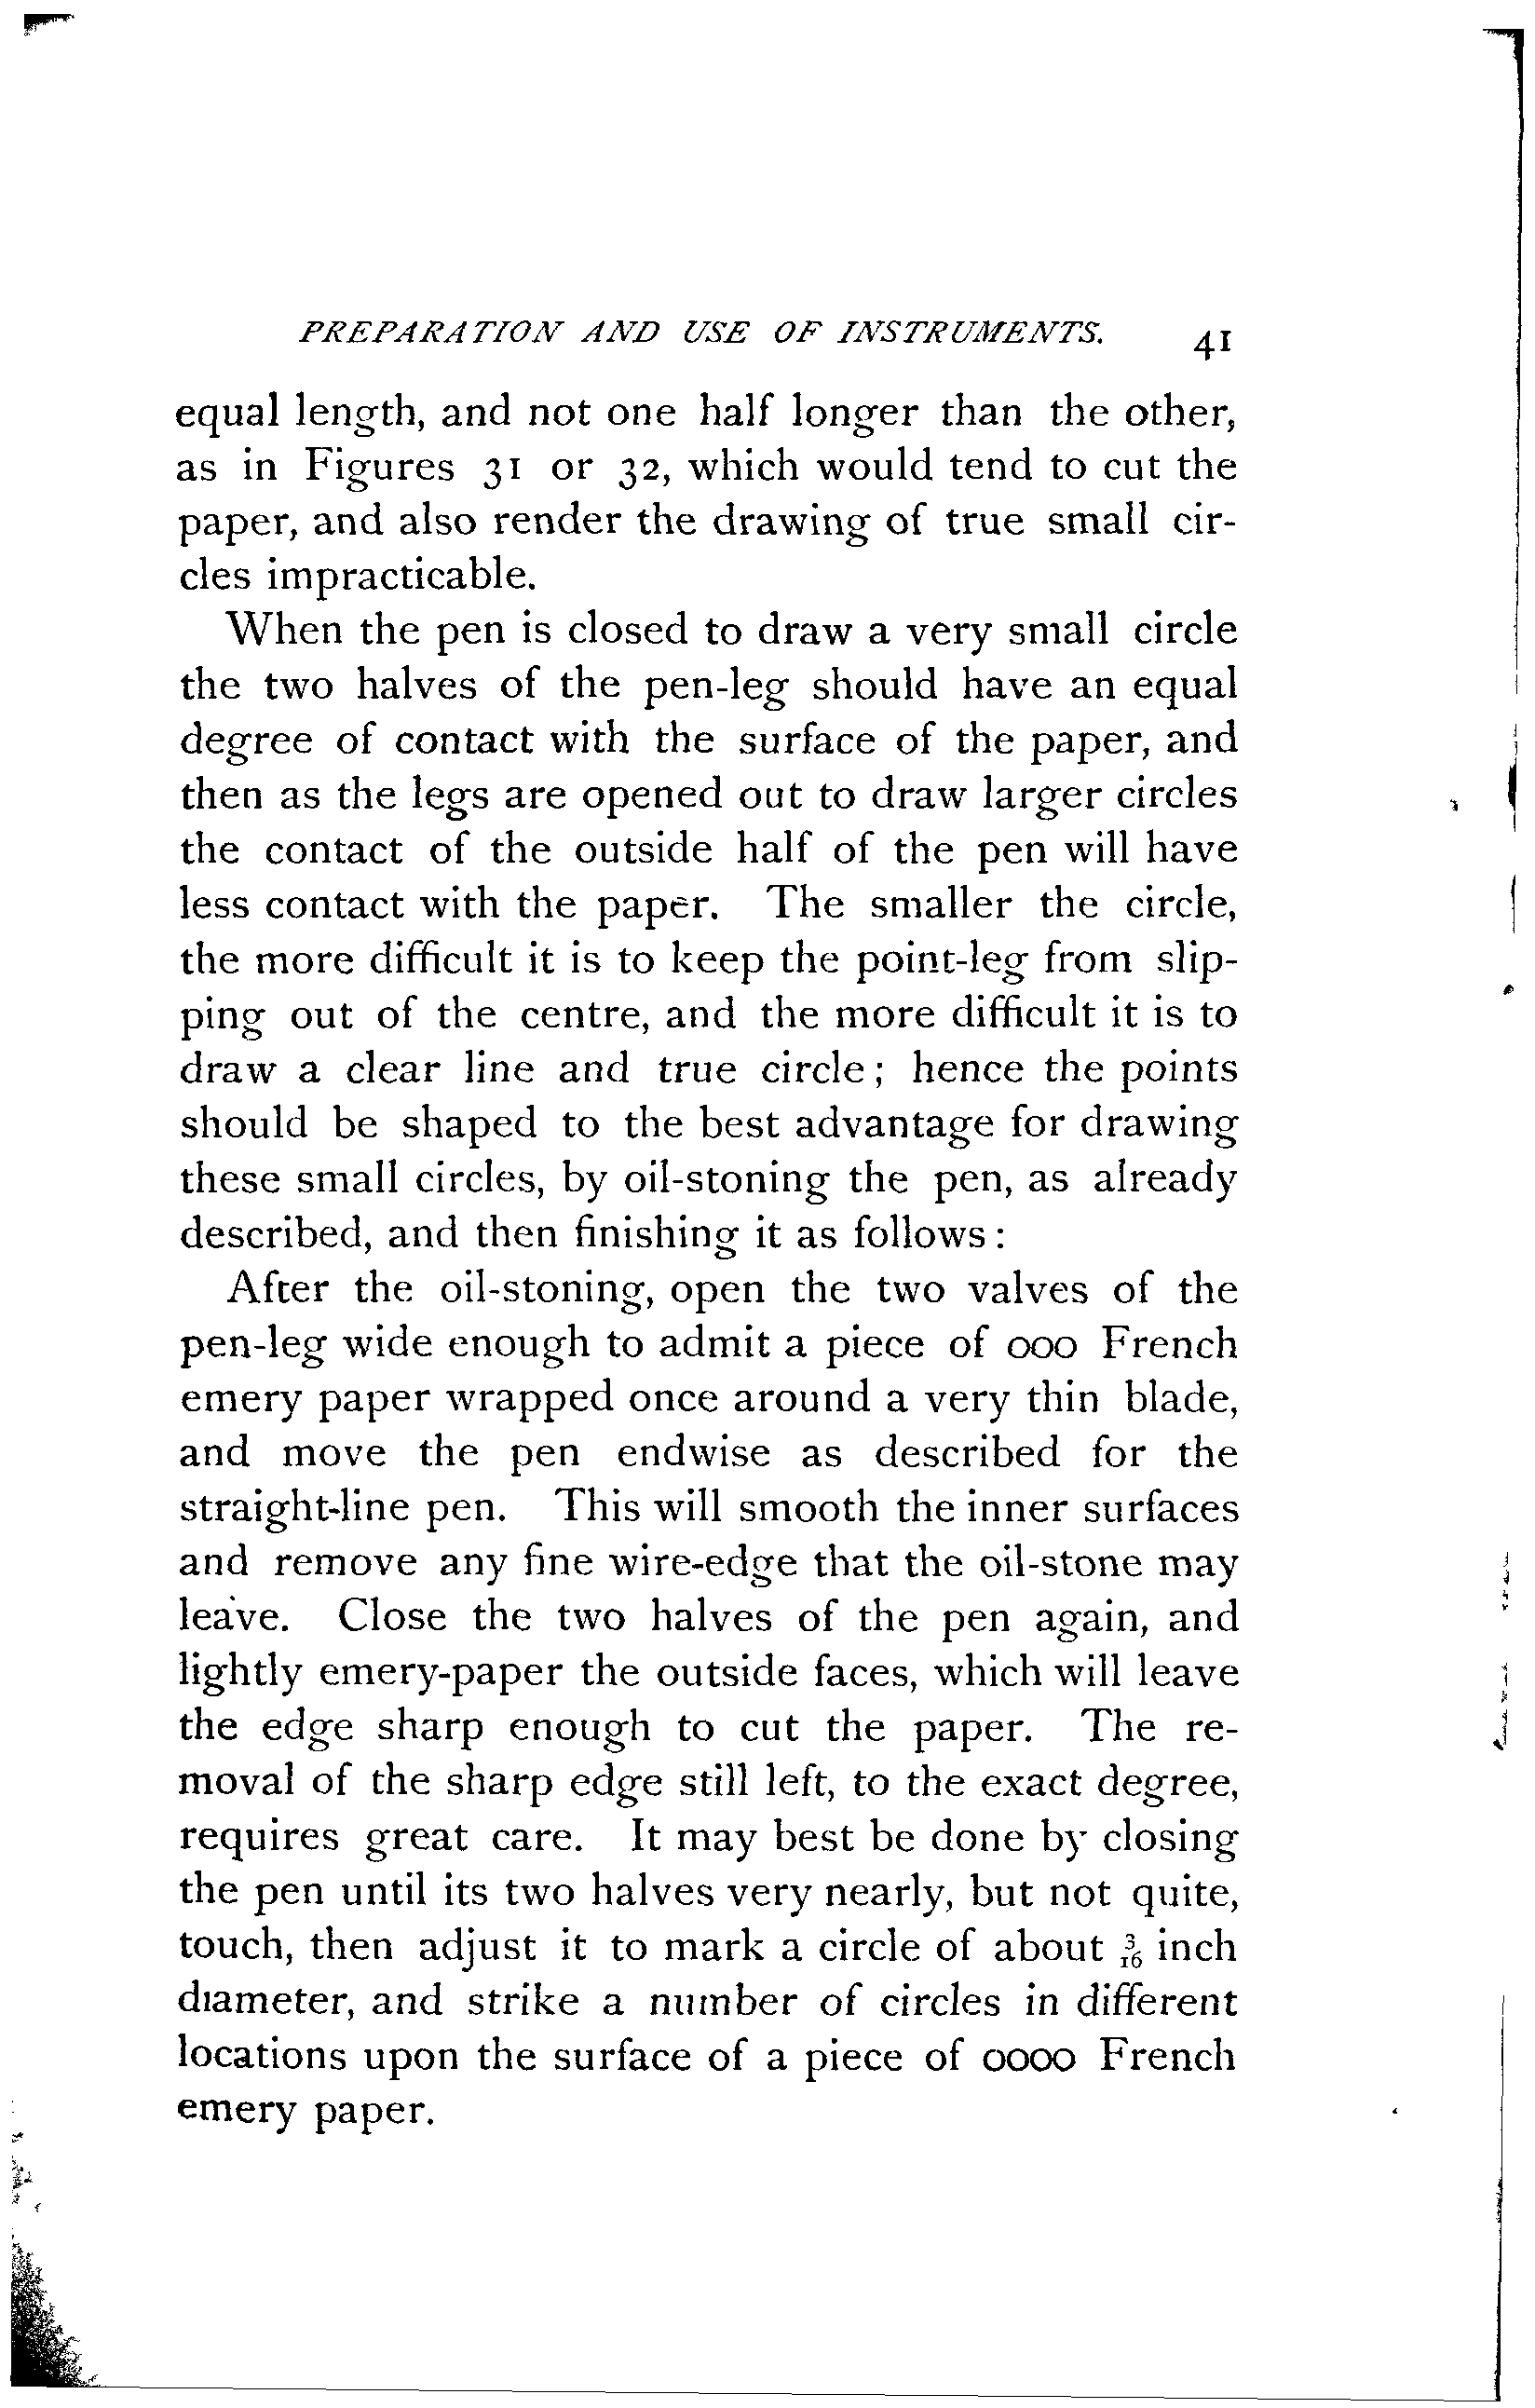 PREPARATION AND USE OF INSTRUMENTS. 41
equal length, and not one half longer than the other,
as in Figures 31 or 32, which would tend to cut the
paper, and also render the drawing of true small cir-
cles impracticable.
When the pen is closed to draw a very small circle
the two halves of the pen-leg should have an equal
degree of contact with the surface of the paper, and
then as the legs are opened out to draw larger circles
the contact of the outside half of the pen will have
less contact with the paper. The smaller the circle,
the more difficult it is to keep the point-leg from slip-
ping out of the centre, and the more difficult it is to
draw a clear line and true circle; hence the points
should be shaped to the best advantage for drawing
these small circles, by oil-stoning the pen, as already
described, and then finishing it as follows:
After the oil-stoning, open the two valves of the
pen-leg wide enough to admit a piece of 000 French
emery paper wrapped once around a very thin blade,
and move the pen endwise as described for the
straight-line pen. This will smooth the inner surfaces
and remove any fine wire-edge that the oil-stone may
leave. Close the two halves of the pen again, and
lightly emery-paper the outside faces, which will leave
the edge sharp enough to cut the paper. The re-
moval of the sharp edge still left, to the exact degree,
requires great care. It may best be done by closing
the pen until its two halves very nearly, but not quite,
touch, then adjust it to mark a circle of about 3/16 inch
diameter, and strike a number of circles in different
locations upon the surface of a piece of 0000 French
emery paper.